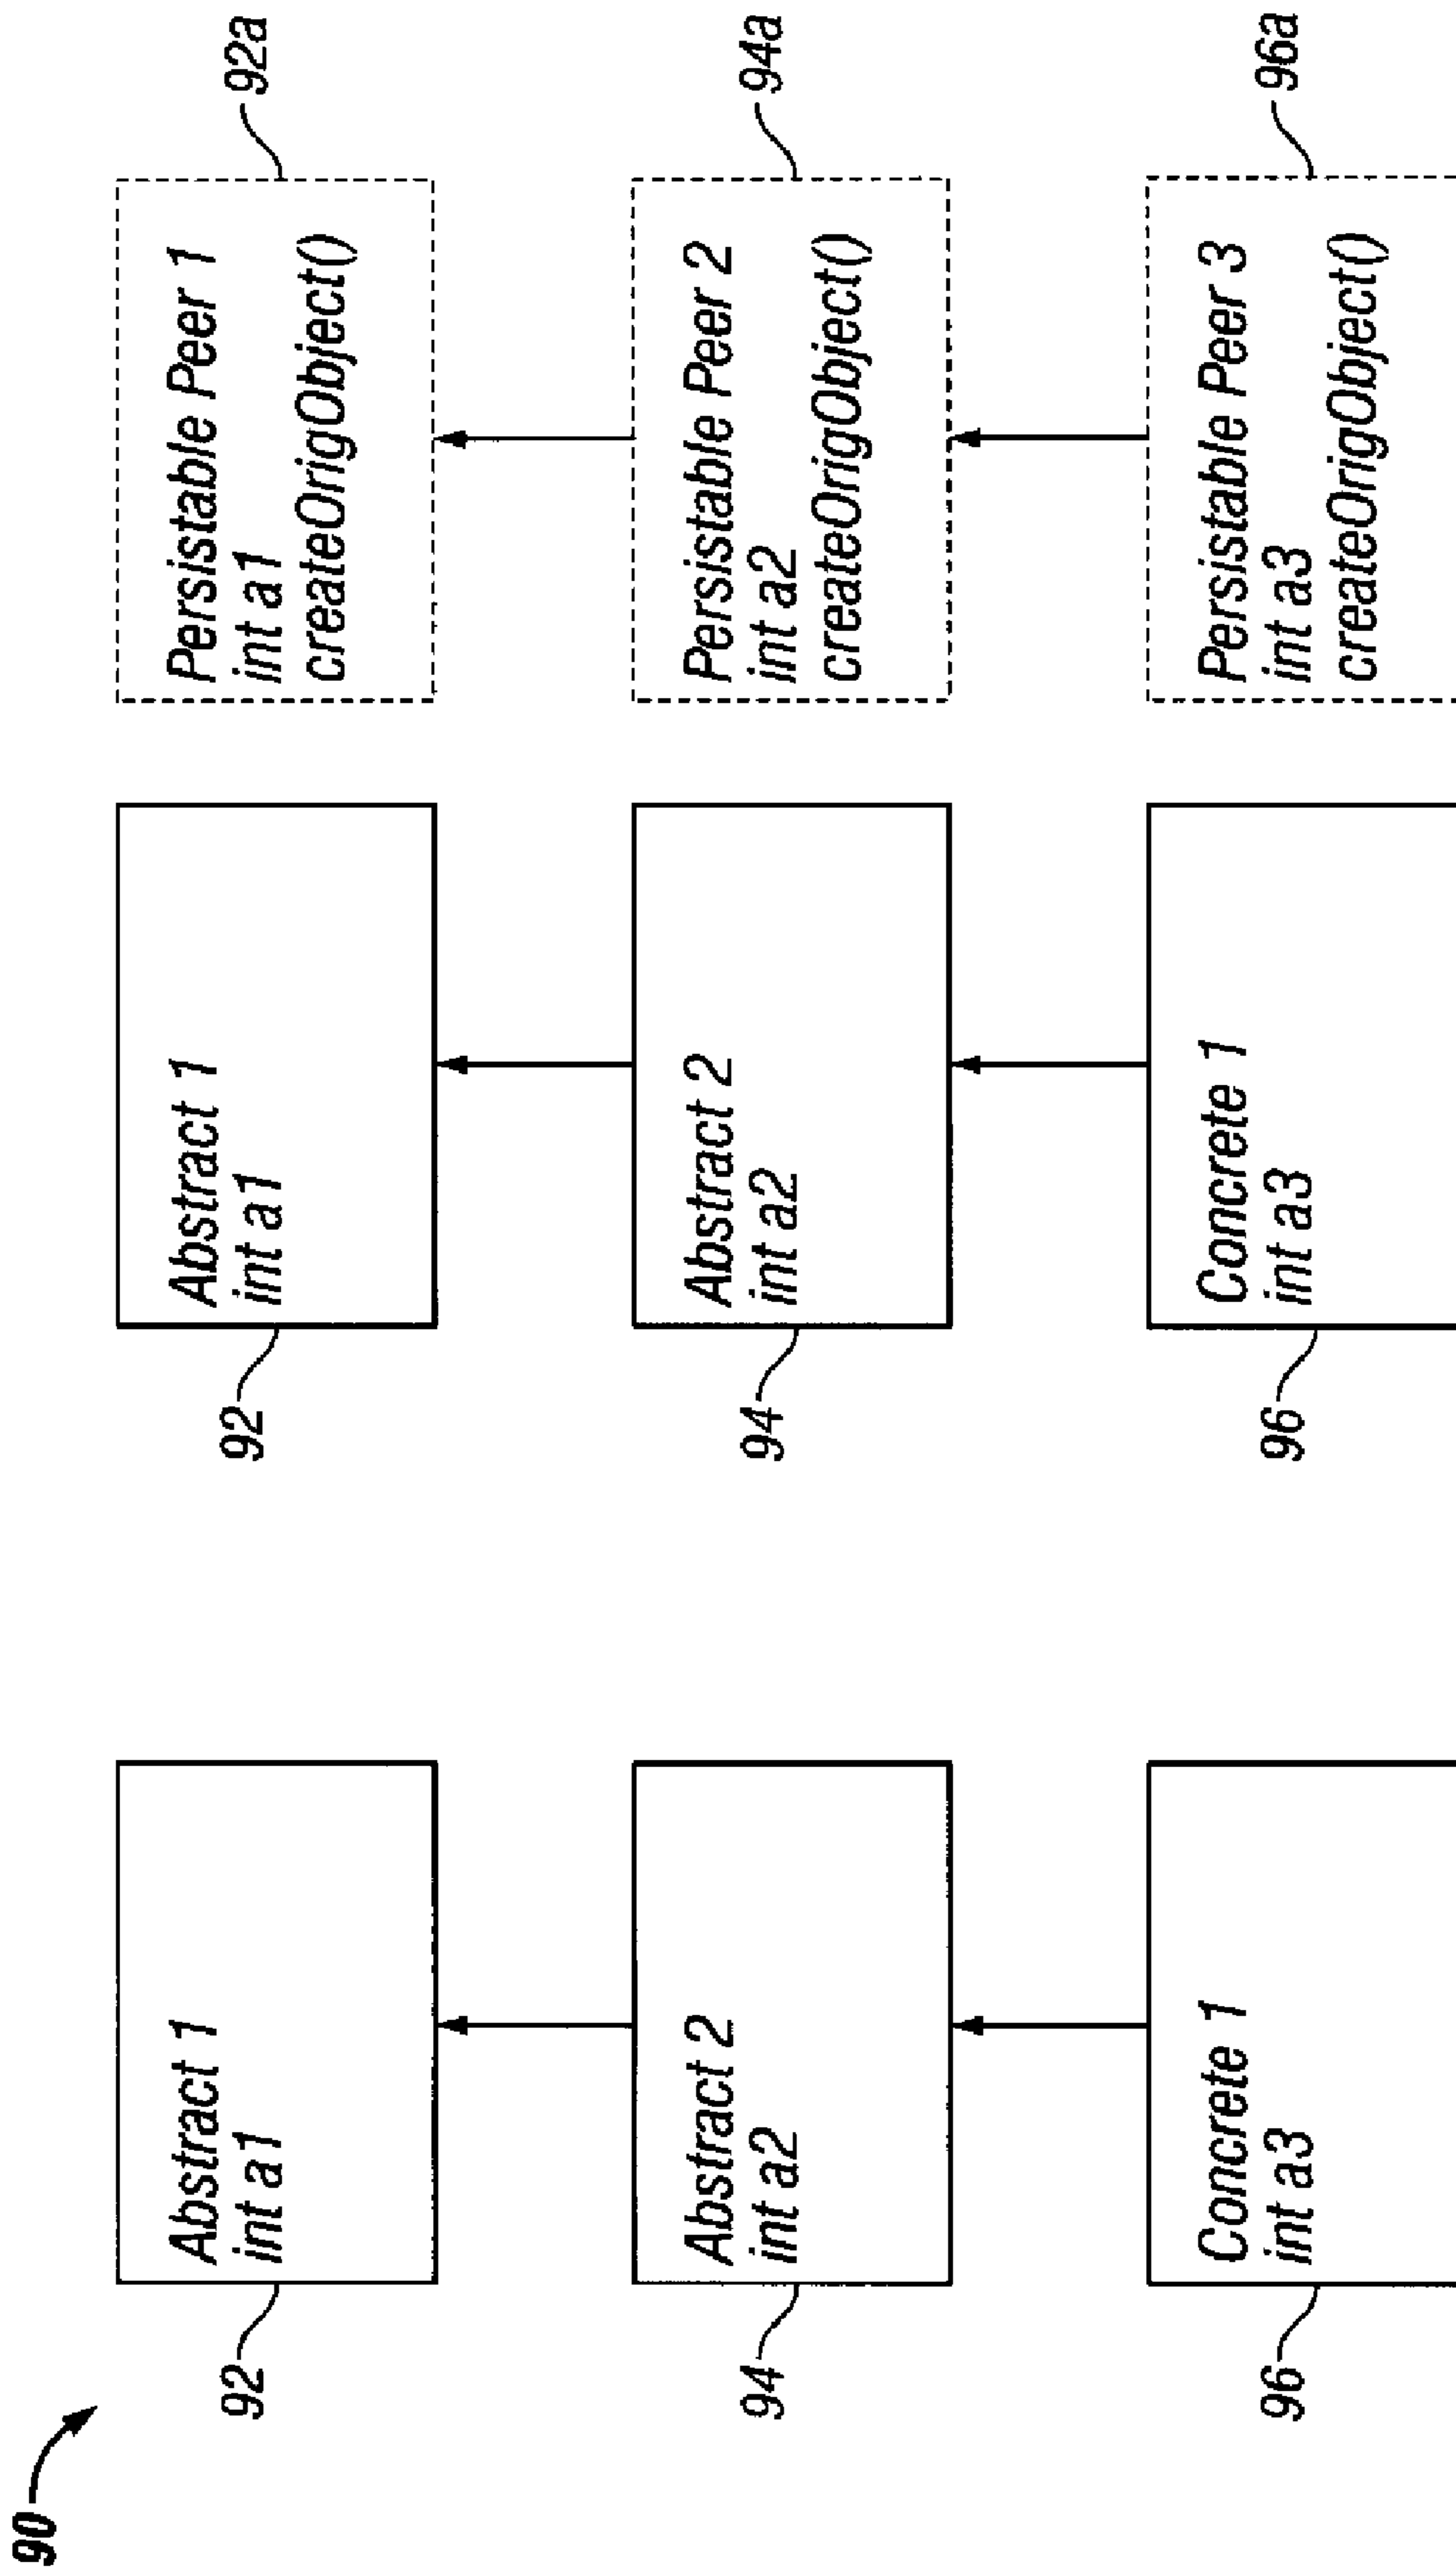 90
92
Abstract 1
int a1
94
Abstract 2
int a2
96
Concrete 1
int a3
92
Abstract 1
int a1
94
Abstract 2
int a2
96
Concrete 1
int a3
Persistable Peer 1
int a1
createOrigObject()
92a
Persistable Peer 2
int a2
createOrigObject()
94a
Persistable Peer 3
int a3
createOrigObject()
96a